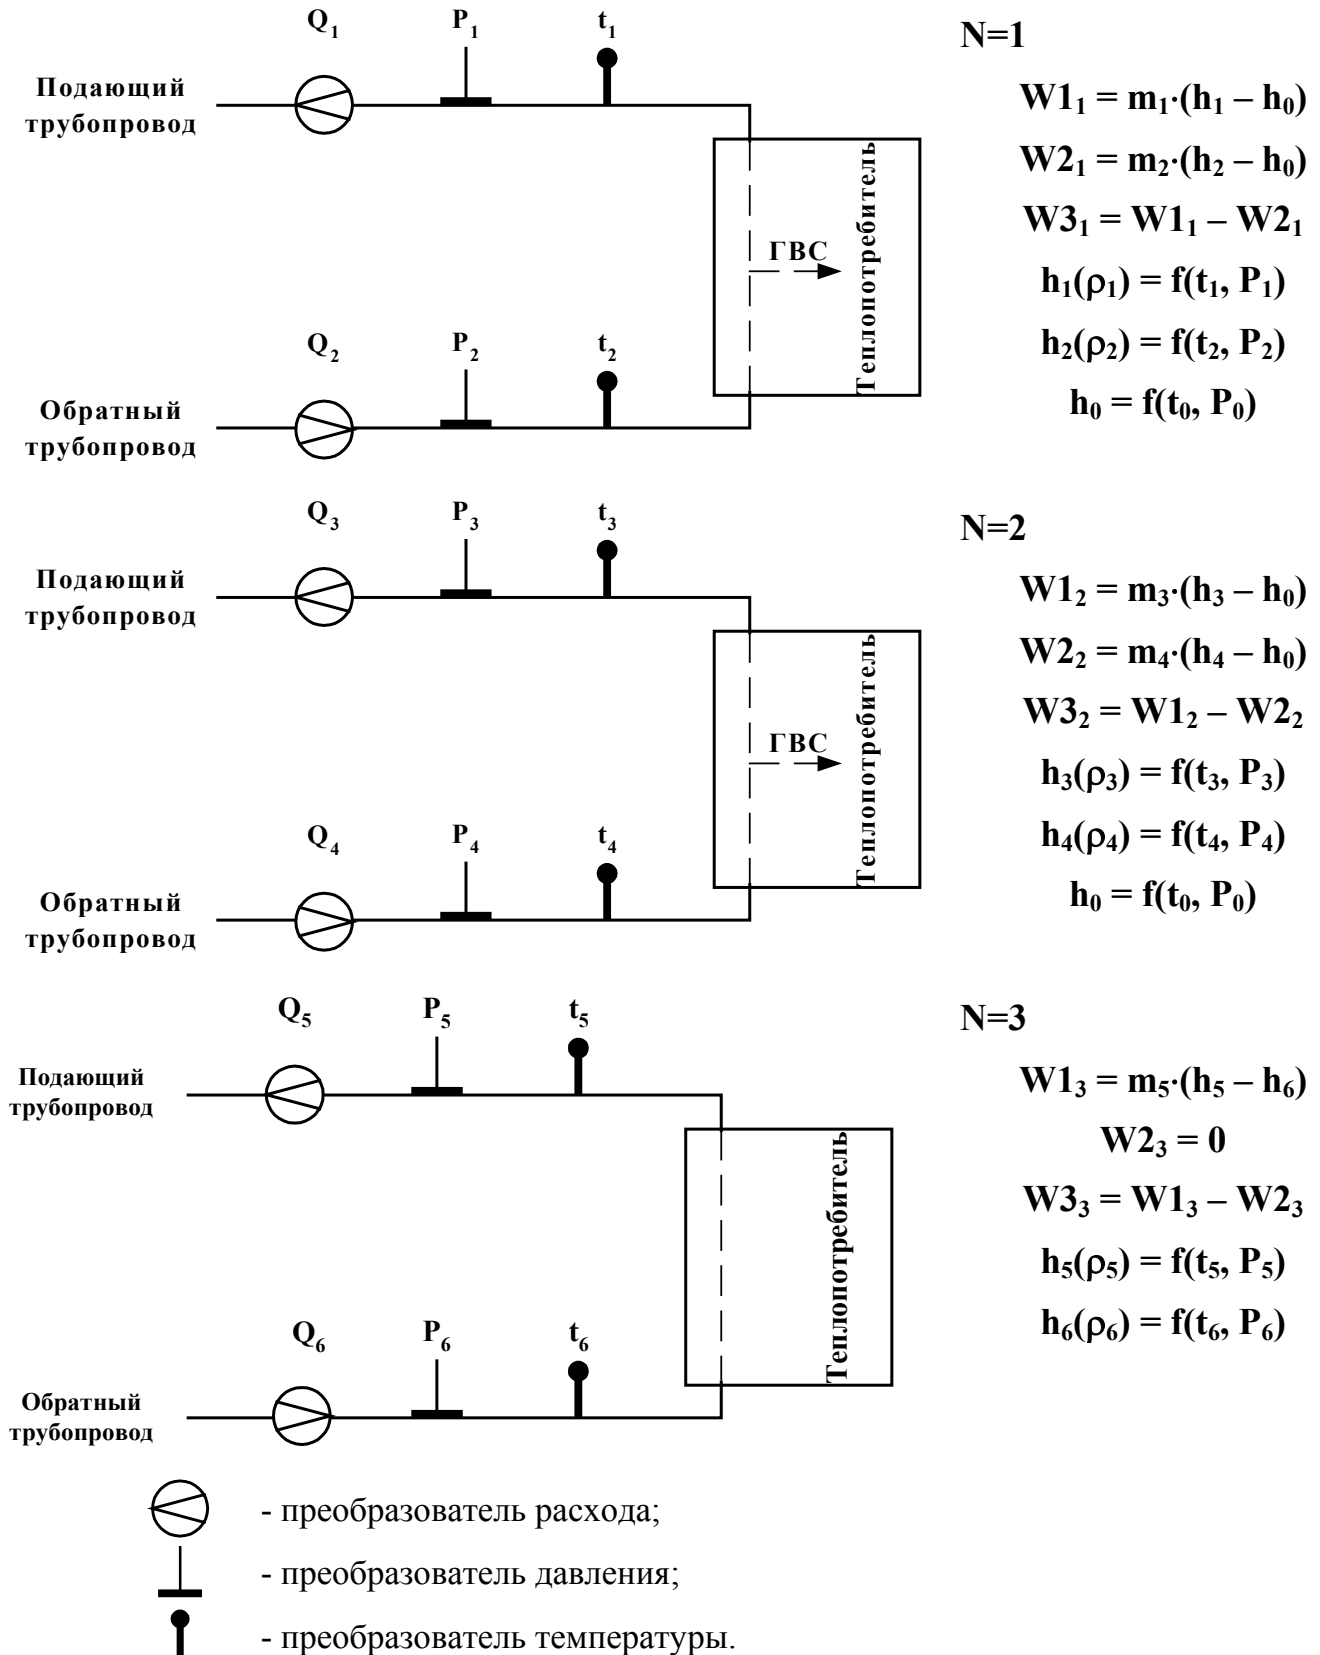 Q₁ P₁ t₁
Подающий
трубопровод
ГВС
Теплопотребитель
Q₂ P₂ t₂
Обратный
трубопровод
N=1
W1₁ = m₁·(h₁ – h₀)
W2₁ = m₂·(h₂ – h₀)
W3₁ = W1₁ – W2₁
h₁(ρ₁) = f(t₁, P₁)
h₂(ρ₂) = f(t₂, P₂)
h₀ = f(t₀, P₀)
Q₃ P₃ t₃
Подающий
трубопровод
ГВС
Теплопотребитель
Q₄ P₄ t₄
Обратный
трубопровод
N=2
W1₂ = m₃·(h₃ – h₀)
W2₂ = m₄·(h₄ – h₀)
W3₂ = W1₂ – W2₂
h₃(ρ₃) = f(t₃, P₃)
h₄(ρ₄) = f(t₄, P₄)
h₀ = f(t₀, P₀)
Q₅ P₅ t₅
Подающий
трубопровод
Теплопотребитель
Q₆ P₆ t₆
Обратный
трубопровод
N=3
W1₃ = m₅·(h₅ – h₆)
W2₃ = 0
W3₃ = W1₃ – W2₃
h₅(ρ₅) = f(t₅, P₅)
h₆(ρ₆) = f(t₆, P₆)
- преобразователь расхода;
- преобразователь давления;
- преобразователь температуры.